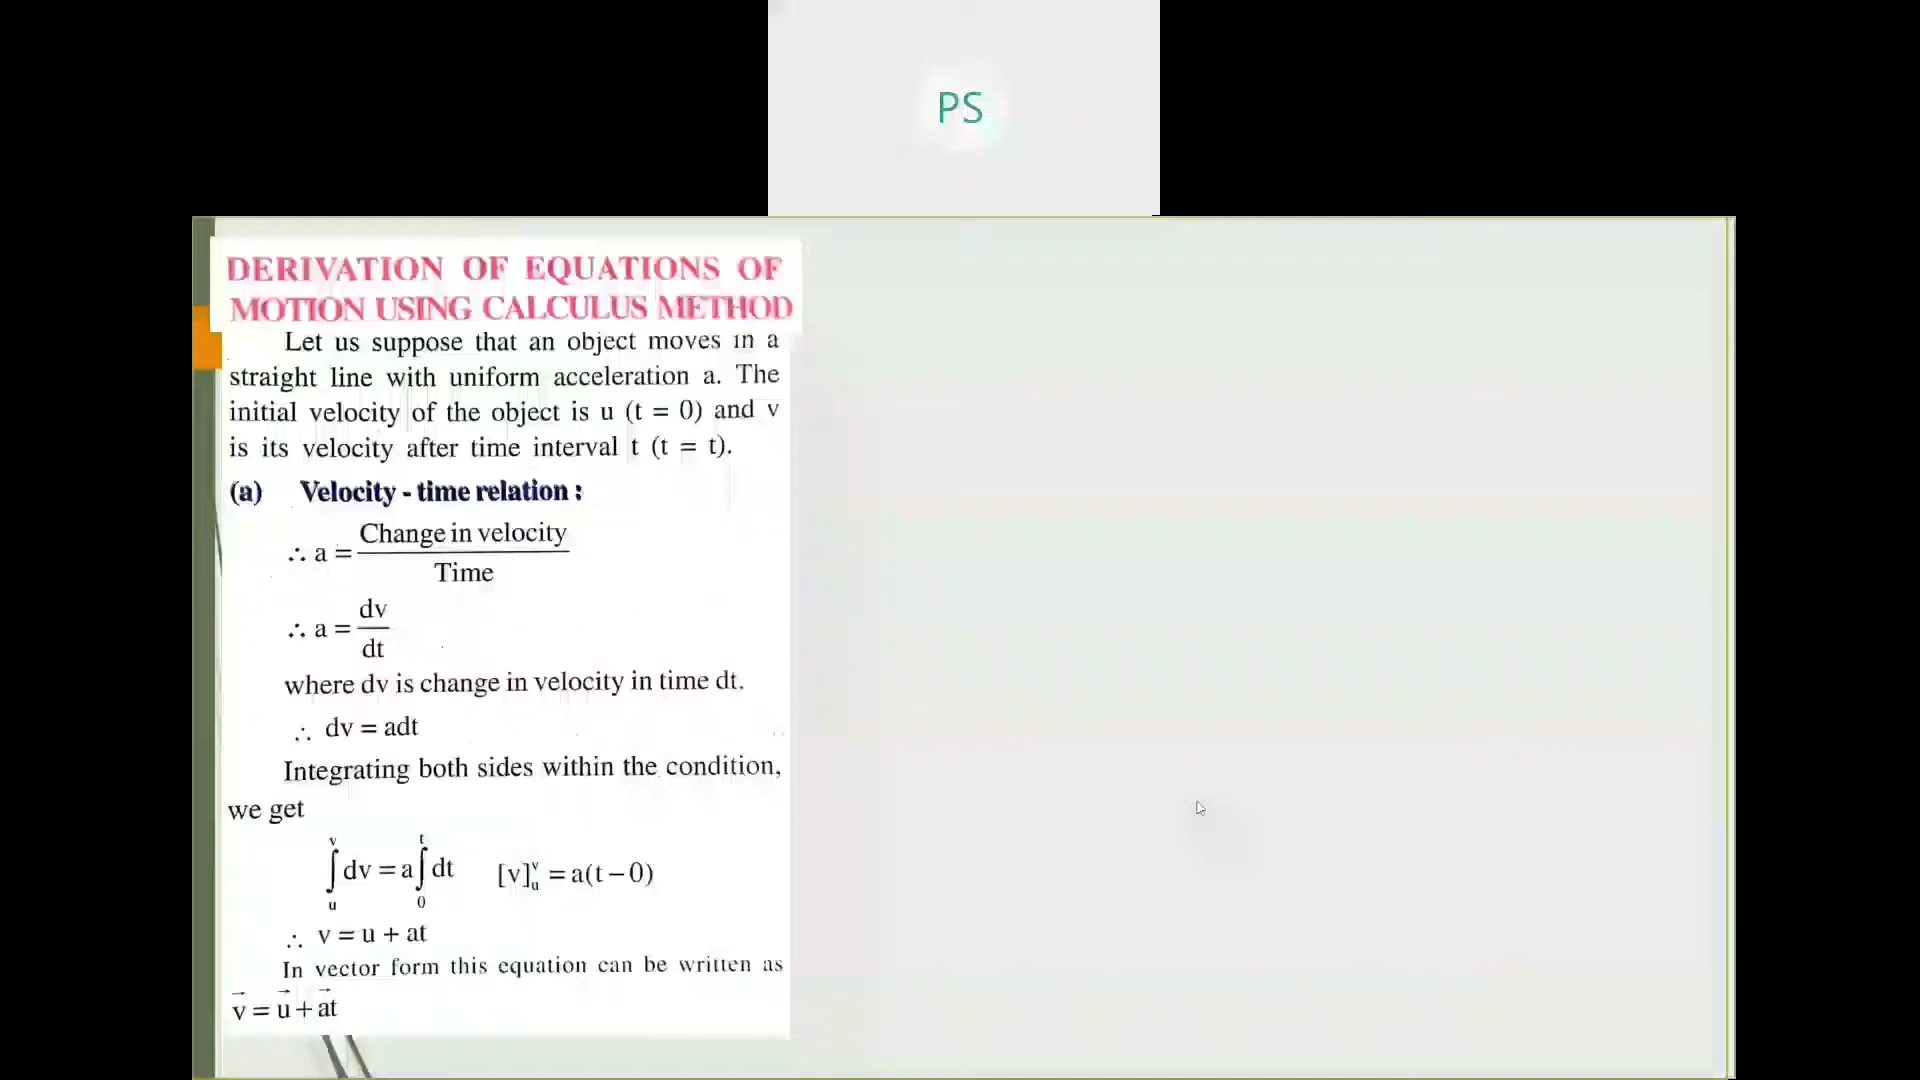 PS
DERIVATION OF EQUATIONS OF
MOTION USING CALCULUS METHOD
Let us suppose that an object moves in a
straight line with uniform acceleration a. The
initial velocity of the object is u (t = 0) and v
is its velocity after time interval t (t = t).
(a) Velocity - time relation :
∴ a = Change in velocity / Time
∴ a = dv / dt
where dv is change in velocity in time dt.
∴ dv = adt
Integrating both sides within the condition,
we get
∫_u^v dv = a ∫_0^t dt [v]_u^v = a(t − 0)
∴ v = u + at
In vector form this equation can be written as
v⃗ = u⃗ + a⃗t